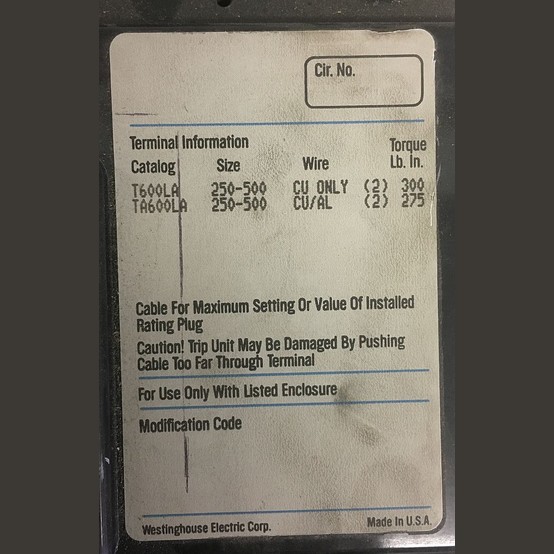 Cir. No.
Terminal Information Torque
Catalog Size Wire Lb. In.
T600LA 250-500 CU ONLY (2) 300
TA600LA 250-500 CU/AL (2) 275
Cable For Maximum Setting Or Value Of Installed
Rating Plug
Caution! Trip Unit May Be Damaged By Pushing
Cable Too Far Through Terminal
For Use Only With Listed Enclosure
Modification Code
Westinghouse Electric Corp. Made In U.S.A.